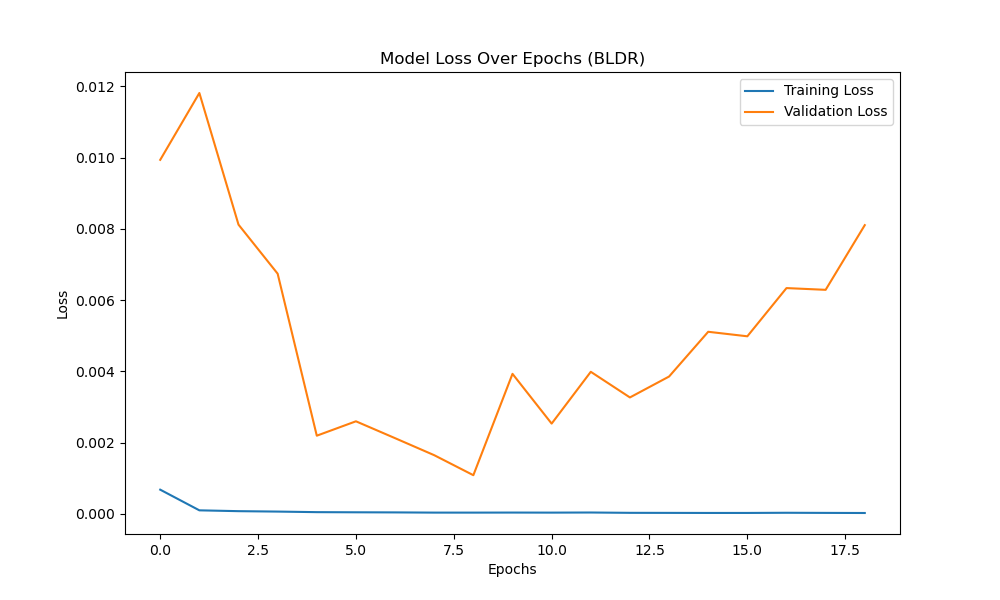 Model Loss Over Epochs (BLDR)
Training Loss
Validation Loss
0.012
0.010
0.008
0.006
0.004
0.002
0.000
Loss
0.0 2.5 5.0 7.5 10.0 12.5 15.0 17.5
Epochs